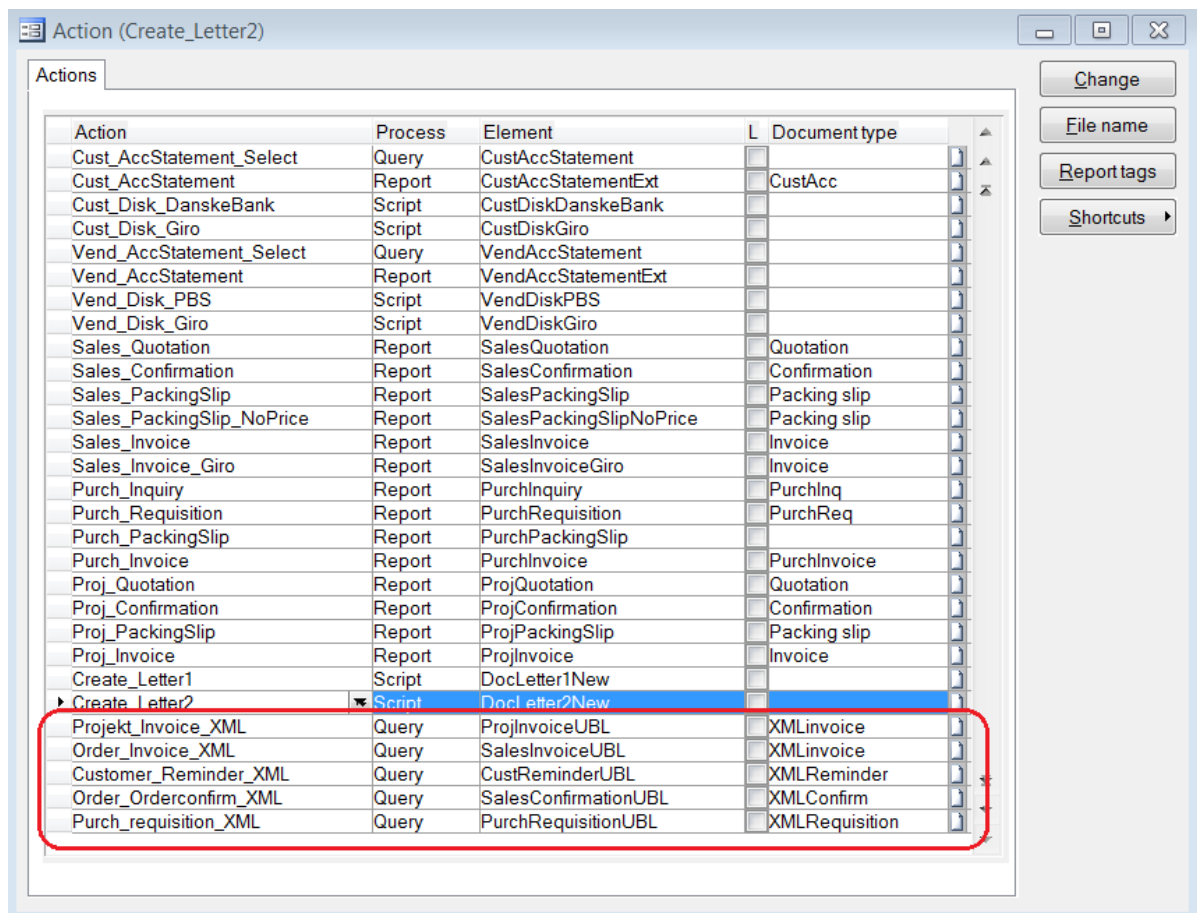 Action (Create_Letter2)
Actions
Change
File name
Report tags
Shortcuts
Action Process Element L Document type
Cust_AccStatement_Select Query CustAccStatement
Cust_AccStatement Report CustAccStatementExt CustAcc
Cust_Disk_DanskeBank Script CustDiskDanskeBank
Cust_Disk_Giro Script CustDiskGiro
Vend_AccStatement_Select Query VendAccStatement
Vend_AccStatement Report VendAccStatementExt
Vend_Disk_PBS Script VendDiskPBS
Vend_Disk_Giro Script VendDiskGiro
Sales_Quotation Report SalesQuotation Quotation
Sales_Confirmation Report SalesConfirmation Confirmation
Sales_PackingSlip Report SalesPackingSlip Packing slip
Sales_PackingSlip_NoPrice Report SalesPackingSlipNoPrice Packing slip
Sales_Invoice Report SalesInvoice Invoice
Sales_Invoice_Giro Report SalesInvoiceGiro Invoice
Purch_Inquiry Report PurchInquiry PurchInq
Purch_Requisition Report PurchRequisition PurchReq
Purch_PackingSlip Report PurchPackingSlip
Purch_Invoice Report PurchInvoice PurchInvoice
Proj_Quotation Report ProjQuotation Quotation
Proj_Confirmation Report ProjConfirmation Confirmation
Proj_PackingSlip Report ProjPackingSlip Packing slip
Proj_Invoice Report ProjInvoice Invoice
Create_Letter1 Script DocLetter1New
Create_Letter2 Script DocLetter2New
Projekt_Invoice_XML Query ProjInvoiceUBL XMLinvoice
Order_Invoice_XML Query SalesInvoiceUBL XMLinvoice
Customer_Reminder_XML Query CustReminderUBL XMLReminder
Order_Orderconfirm_XML Query SalesConfirmationUBL XMLConfirm
Purch_requisition_XML Query PurchRequisitionUBL XMLRequisition